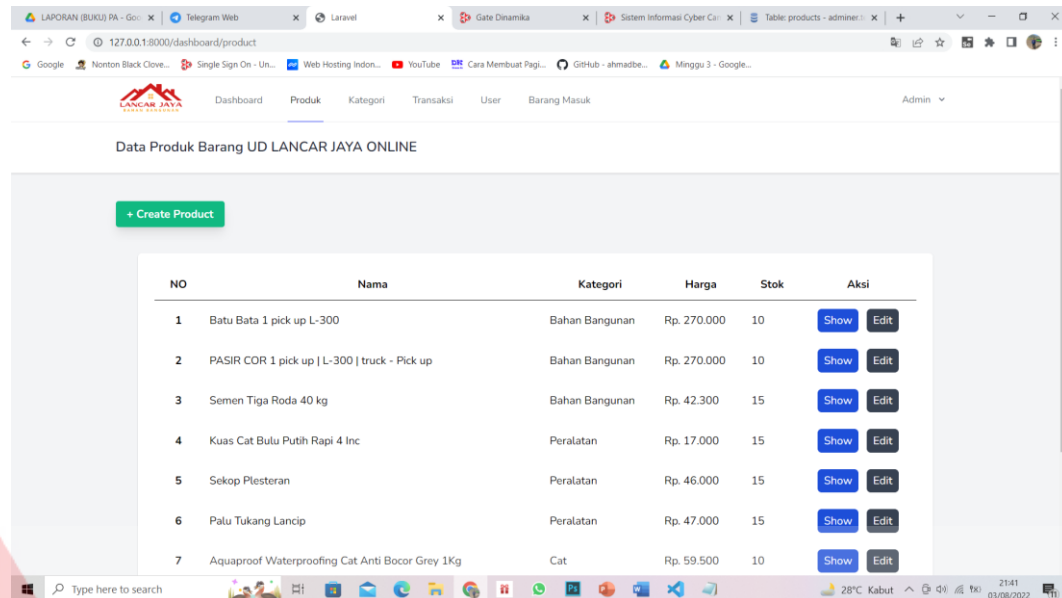 LAPORAN (BUKU) PA - Goo
Telegram Web
Laravel
Gate Dinamika
Sistem Informasi Cyber Car
Table: products - adminer.l
127.0.0.1:8000/dashboard/product
Google
Nonton Black Clove...
Single Sign On - Un...
Web Hosting Indon...
YouTube
Cara Membuat Pagi...
GitHub - ahmadbe...
Minggu 3 - Google...
LANCAR JAYA
BAHAN BANGUNAN
Dashboard
Produk
Kategori
Transaksi
User
Barang Masuk
Admin
Data Produk Barang UD LANCAR JAYA ONLINE
+ Create Product
NO Nama Kategori Harga Stok Aksi
1 Batu Bata 1 pick up L-300 Bahan Bangunan Rp. 270.000 10 Show Edit
2 PASIR COR 1 pick up | L-300 | truck - Pick up Bahan Bangunan Rp. 270.000 10 Show Edit
3 Semen Tiga Roda 40 kg Bahan Bangunan Rp. 42.300 15 Show Edit
4 Kuas Cat Bulu Putih Rapi 4 Inc Peralatan Rp. 17.000 15 Show Edit
5 Sekop Plesteran Peralatan Rp. 46.000 15 Show Edit
6 Palu Tukang Lancip Peralatan Rp. 47.000 15 Show Edit
7 Aquaproof Waterproofing Cat Anti Bocor Grey 1Kg Cat Rp. 59.500 10 Show Edit
Type here to search
Ps
28°C Kabut
21:41
03/08/2022